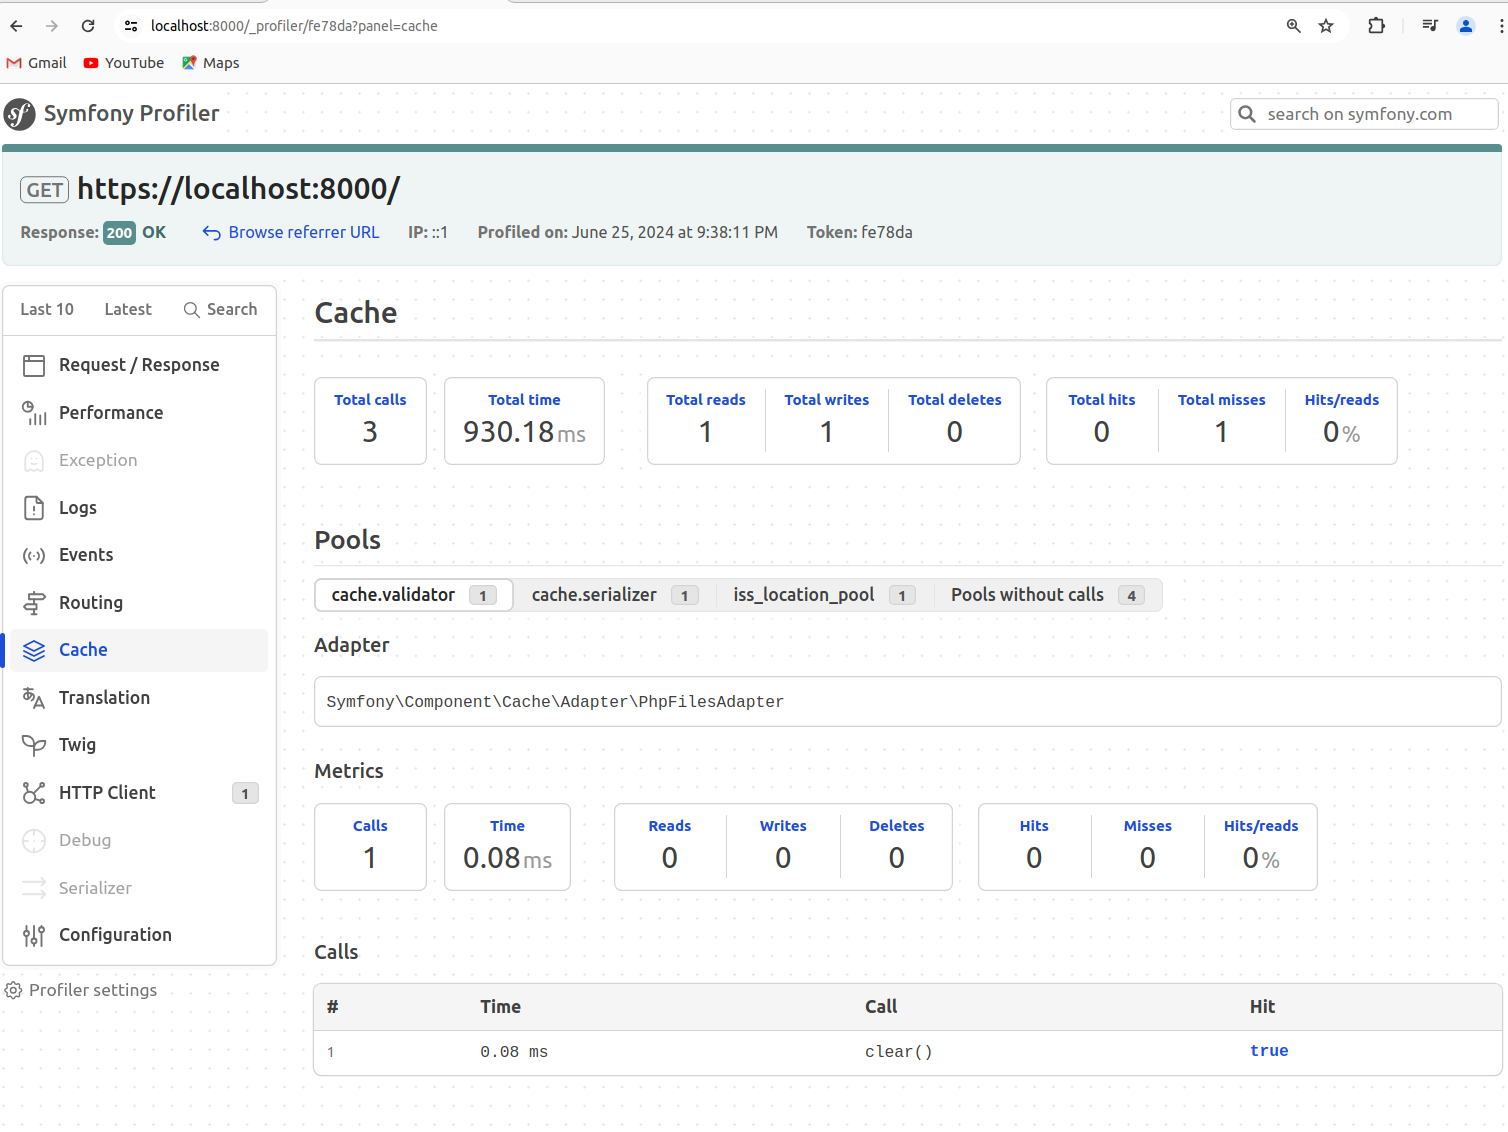 localhost:8000/_profiler/fe78da?panel=cache
Gmail YouTube Maps
sf Symfony Profiler
search on symfony.com
GET https://localhost:8000/
Response: 200 OK Browse referrer URL IP: ::1 Profiled on: June 25, 2024 at 9:38:11 PM Token: fe78da
Last 10 Latest Search
Request / Response
Performance
Exception
Logs
Events
Routing
Cache
Translation
Twig
HTTP Client 1
Debug
Serializer
Configuration
Profiler settings
Cache
Total calls Total time Total reads Total writes Total deletes Total hits Total misses Hits/reads
3 930.18 ms 1 1 0 0 1 0 %
Pools
cache.validator 1 cache.serializer 1 iss_location_pool 1 Pools without calls 4
Adapter
Symfony\Component\Cache\Adapter\PhpFilesAdapter
Metrics
Calls Time Reads Writes Deletes Hits Misses Hits/reads
1 0.08 ms 0 0 0 0 0 0 %
Calls
# Time Call Hit
1 0.08 ms clear() true